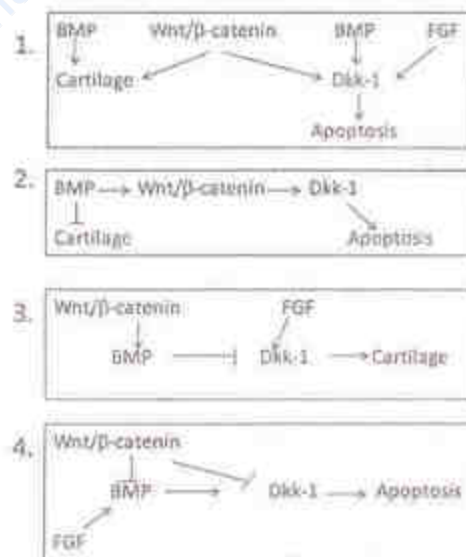 1.
BMP Wnt/β-catenin BMP FGF
Cartilage Dkk-1
Apoptosis
2.
BMP Wnt/β-catenin Dkk-1
Cartilage Apoptosis
3.
Wnt/β-catenin FGF
BMP Dkk-1 Cartilage
4.
Wnt/β-catenin
BMP Dkk-1 Apoptosis
FGF